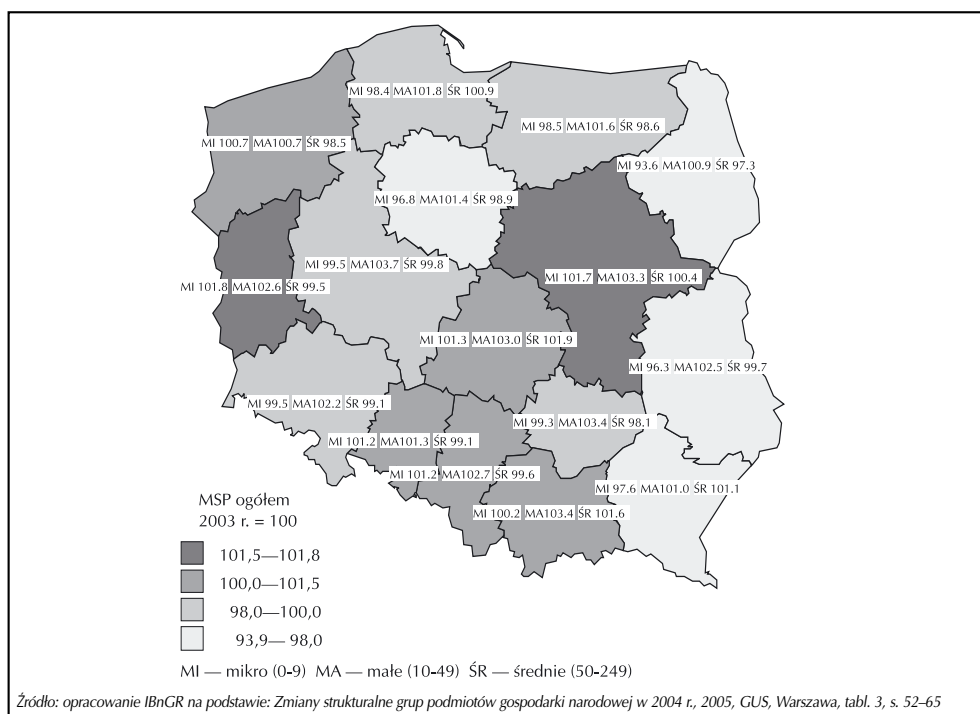 MI 98.4 MA101.8 ŚR 100.9
MI 98.5 MA101.6 ŚR 98.6
MI 100.7 MA100.7 ŚR 98.5
MI 93.6 MA100.9 ŚR 97.3
MI 96.8 MA101.4 ŚR 98.9
MI 99.5 MA103.7 ŚR 99.8
MI 101.7 MA103.3 ŚR 100.4
MI 101.8 MA102.6 ŚR 99.5
MI 101.3 MA103.0 ŚR 101.9
MI 96.3 MA102.5 ŚR 99.7
MI 99.5 MA102.2 ŚR 99.1
MI 99.3 MA103.4 ŚR 98.1
MI 101.2 MA101.3 ŚR 99.1
MI 101.2 MA102.7 ŚR 99.6
MI 97.6 MA101.0 ŚR 101.1
MI 100.2 MA103.4 ŚR 101.6
MSP ogółem
2003 r. = 100
101,5—101,8
100,0—101,5
98,0—100,0
93,9— 98,0
MI — mikro (0-9) MA — małe (10-49) ŚR — średnie (50-249)
Źródło: opracowanie IBnGR na podstawie: Zmiany strukturalne grup podmiotów gospodarki narodowej w 2004 r., 2005, GUS, Warszawa, tabl. 3, s. 52–65